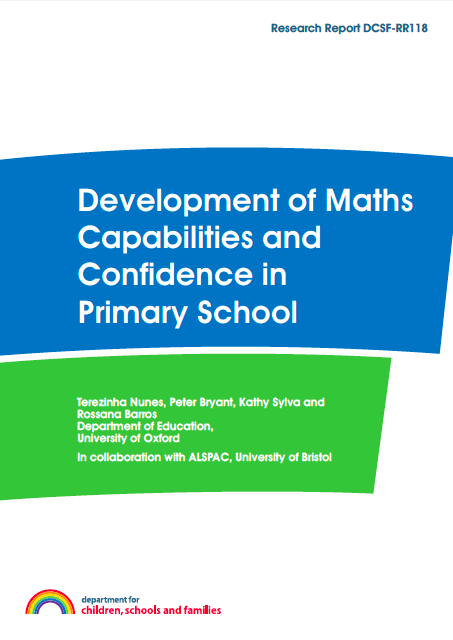 Research Report DCSF-RR118
Development of Maths
Capabilities and
Confidence in
Primary School
Terezinha Nunes, Peter Bryant, Kathy Sylva and
Rossana Barros
Department of Education,
University of Oxford
In collaboration with ALSPAC, University of Bristol
department for
children, schools and families